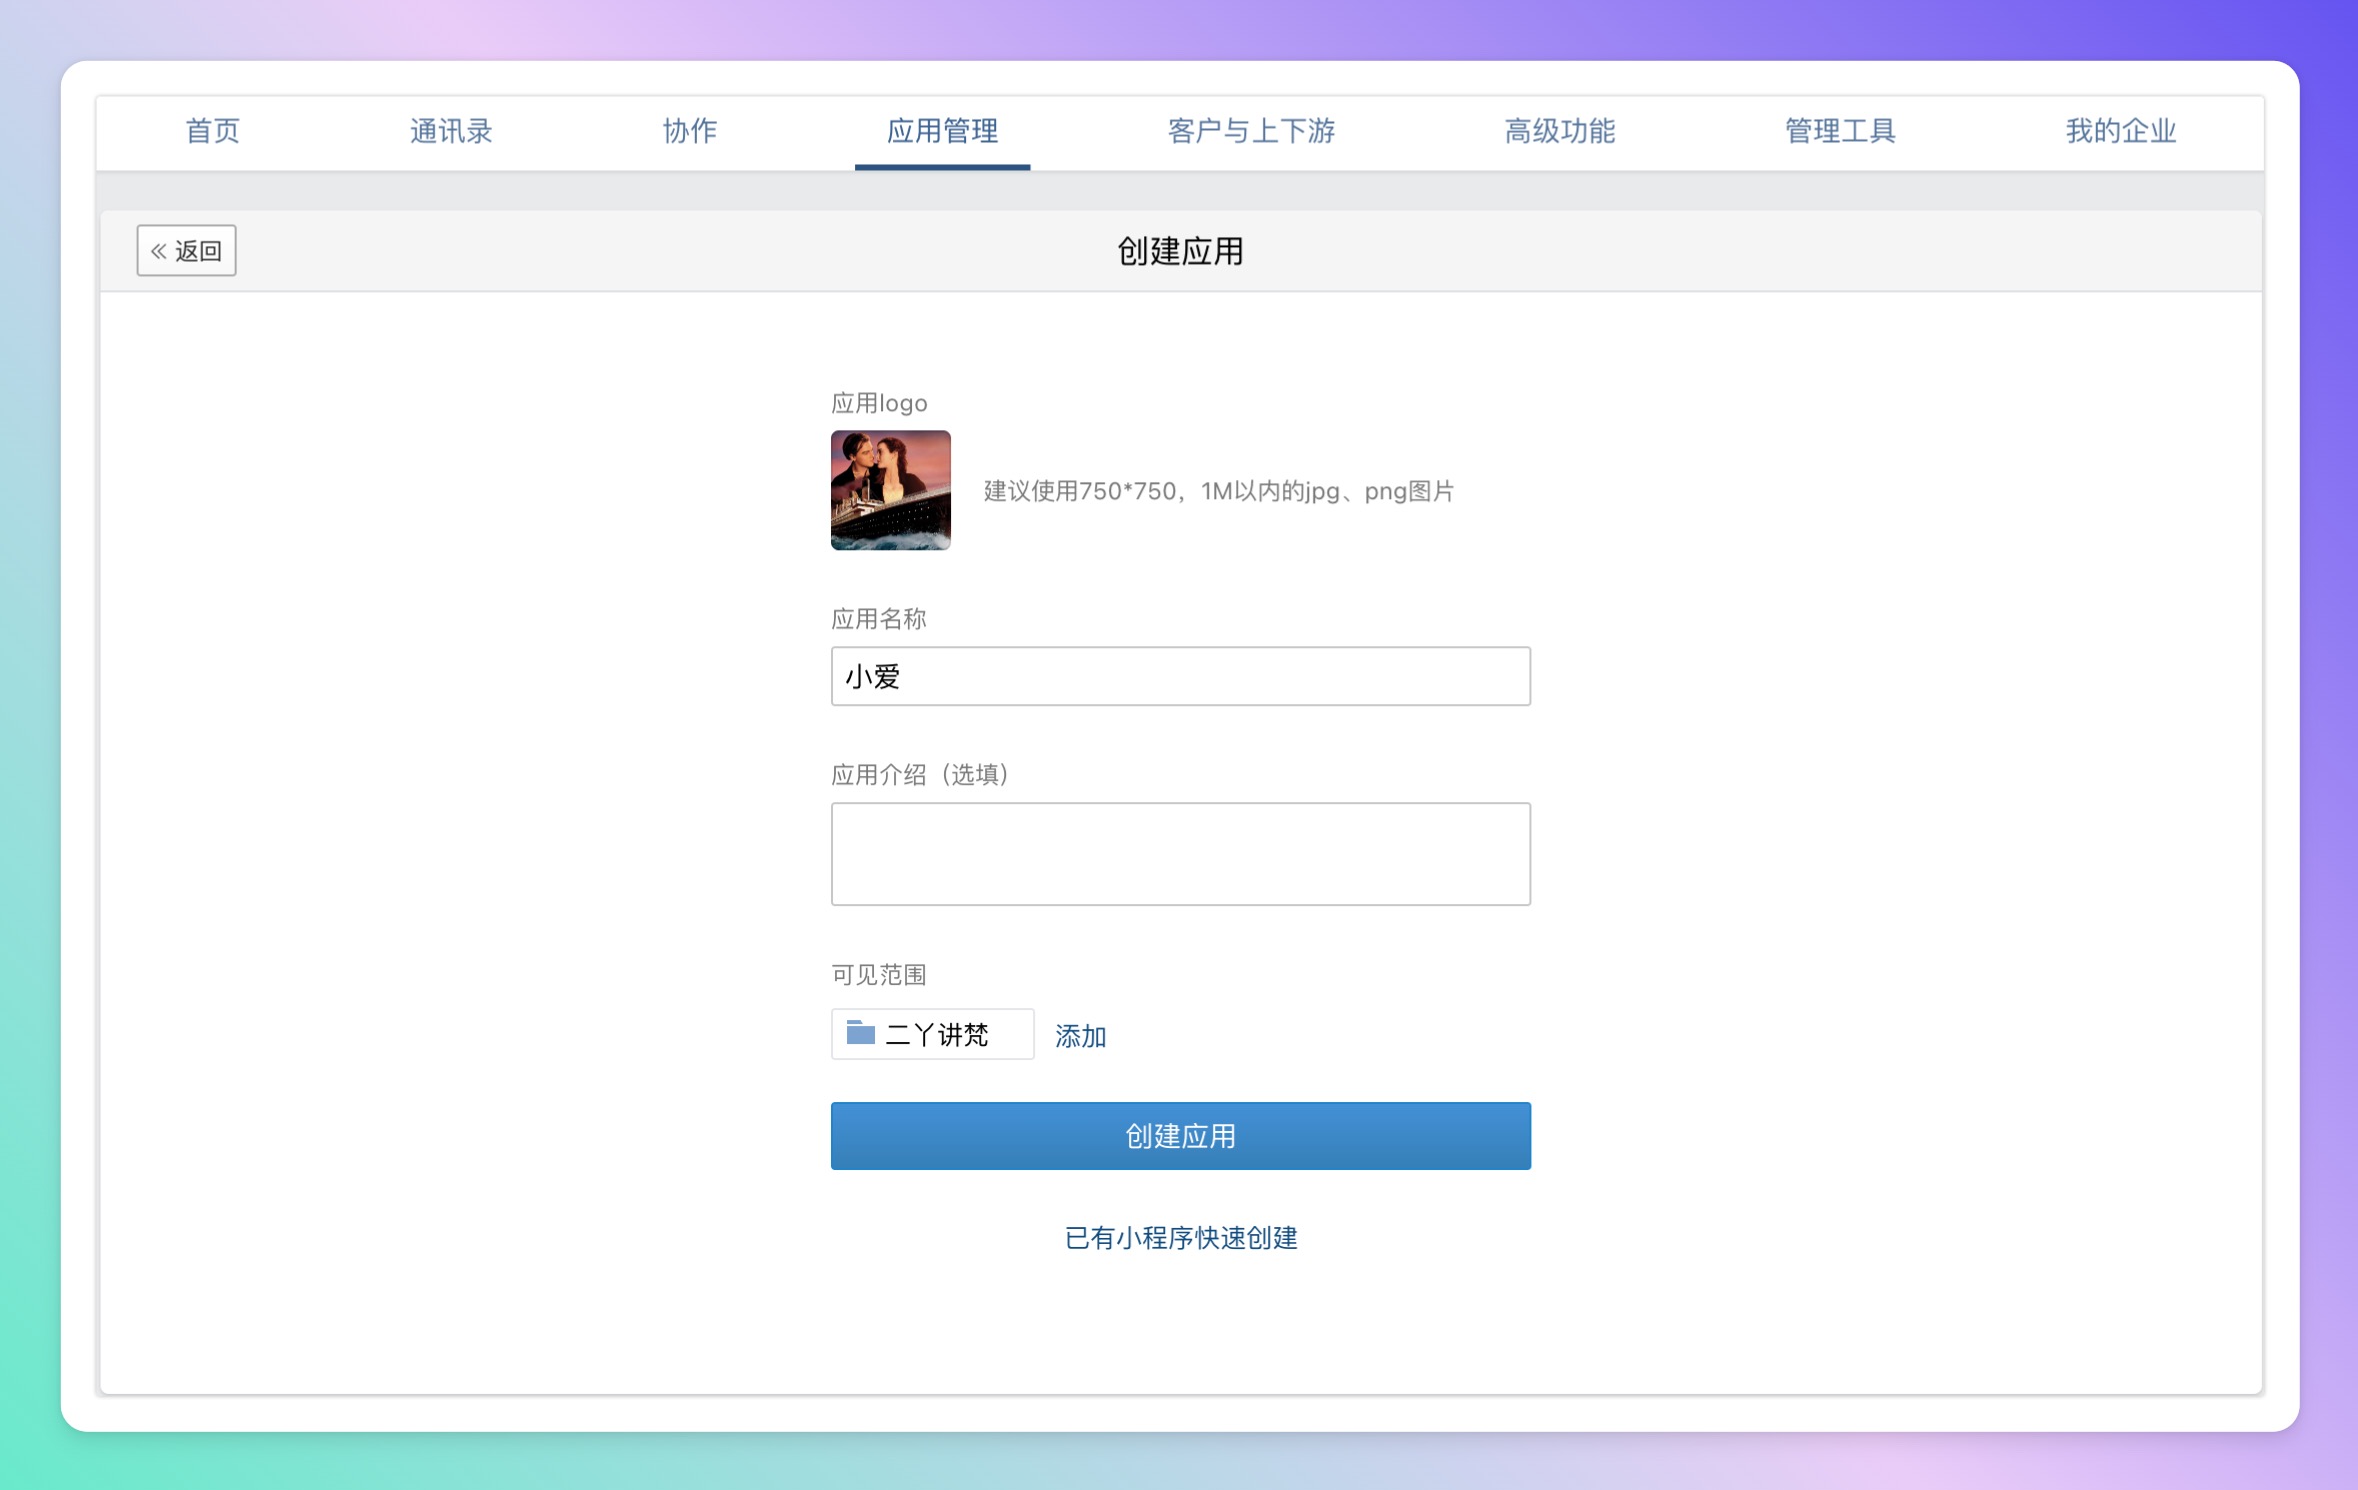 首页 通讯录 协作 应用管理 客户与上下游 高级功能 管理工具 我的企业
« 返回
创建应用
应用logo
建议使用750*750，1M以内的jpg、png图片
应用名称
小爱
应用介绍（选填）
可见范围
二丫讲梵 添加
创建应用
已有小程序快速创建